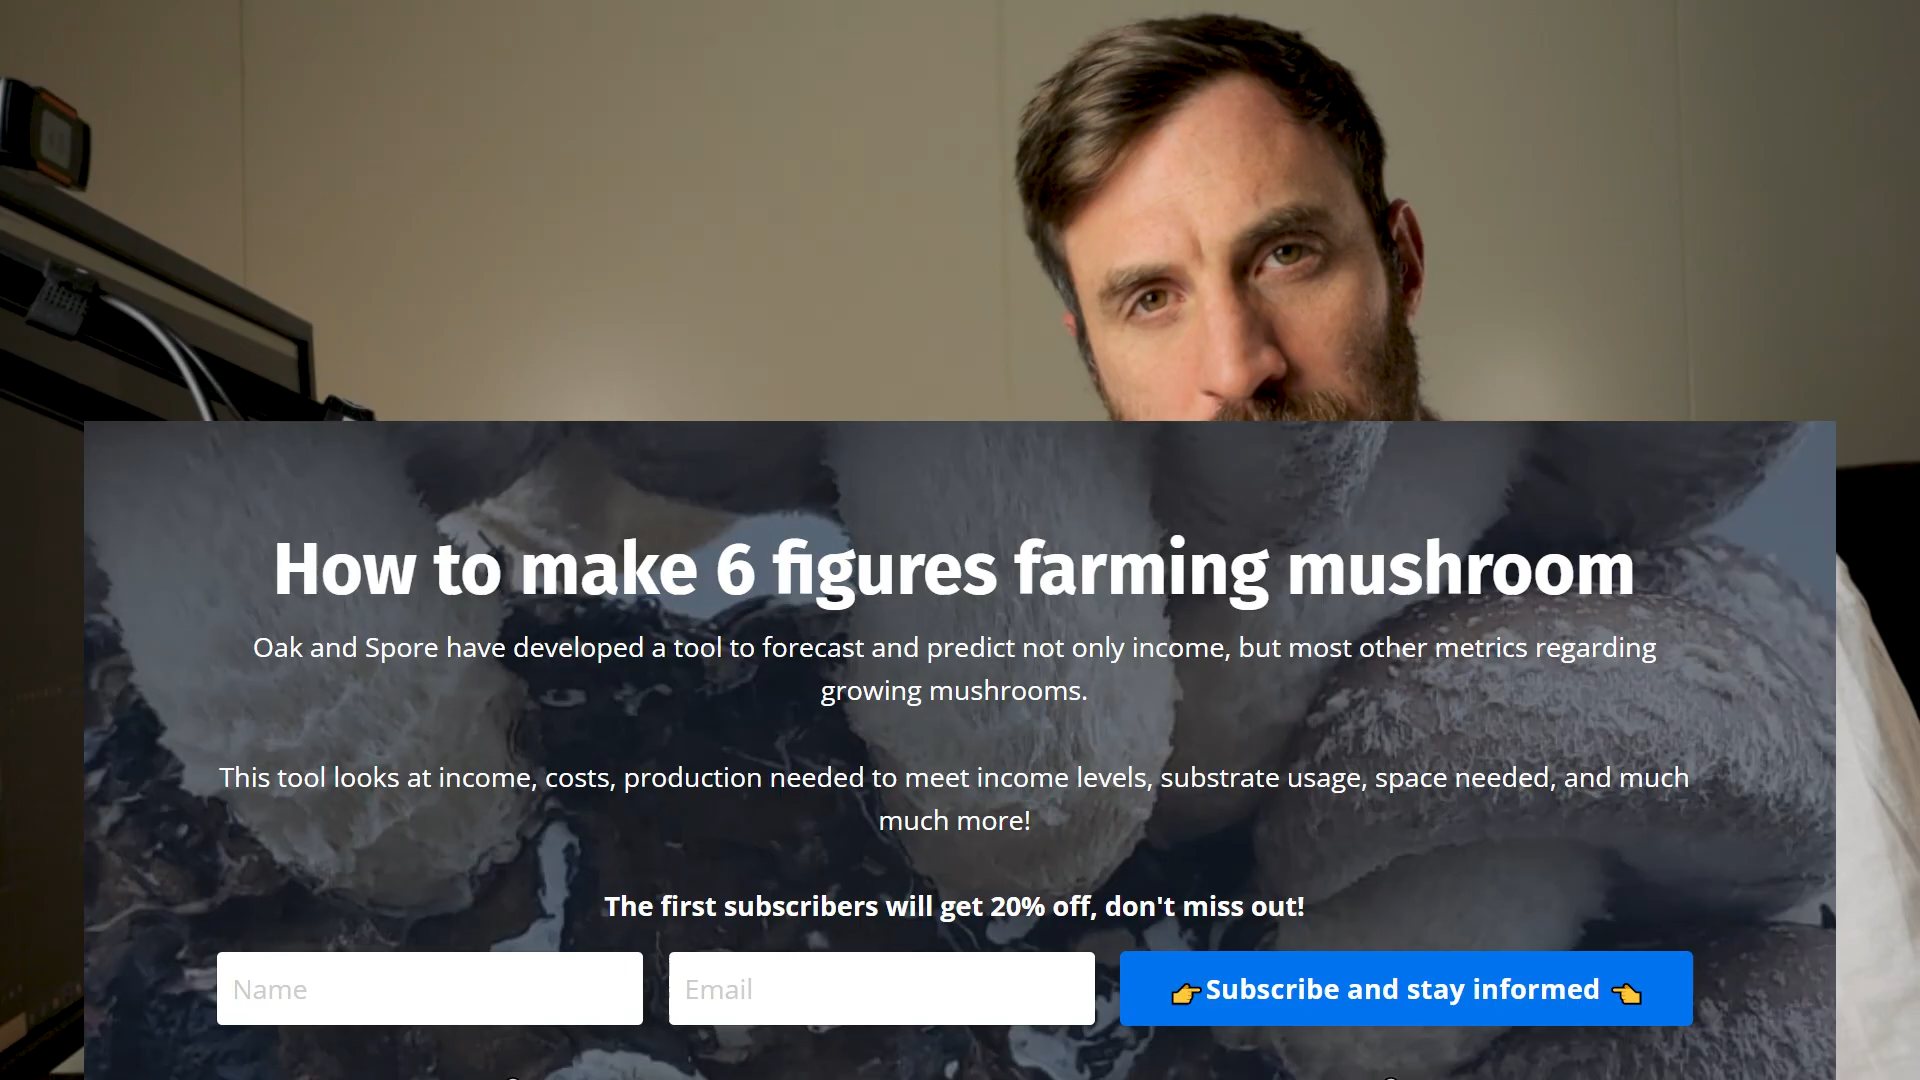 How to make 6 figures farming mushroom
Oak and Spore have developed a tool to forecast and predict not only income, but most other metrics regarding
growing mushrooms.
This tool looks at income, costs, production needed to meet income levels, substrate usage, space needed, and much
much more!
The first subscribers will get 20% off, don't miss out!
Name
Email
👉Subscribe and stay informed 👈